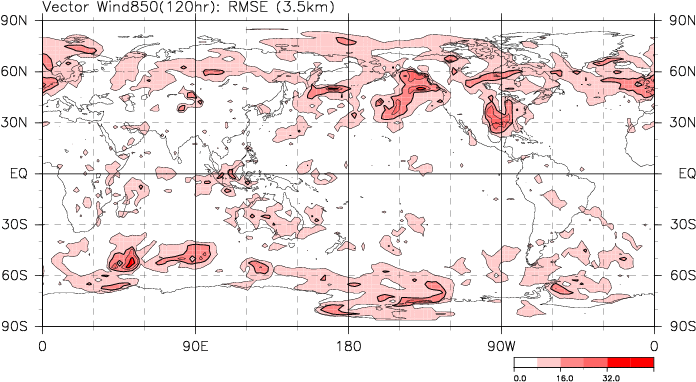 Vector Wind850(120hr): RMSE (3.5km)
90N 90N
60N 60N
30N 30N
EQ EQ
30S 30S
60S 60S
90S 90S
0 90E 180 90W 0
0.0 16.0 32.0